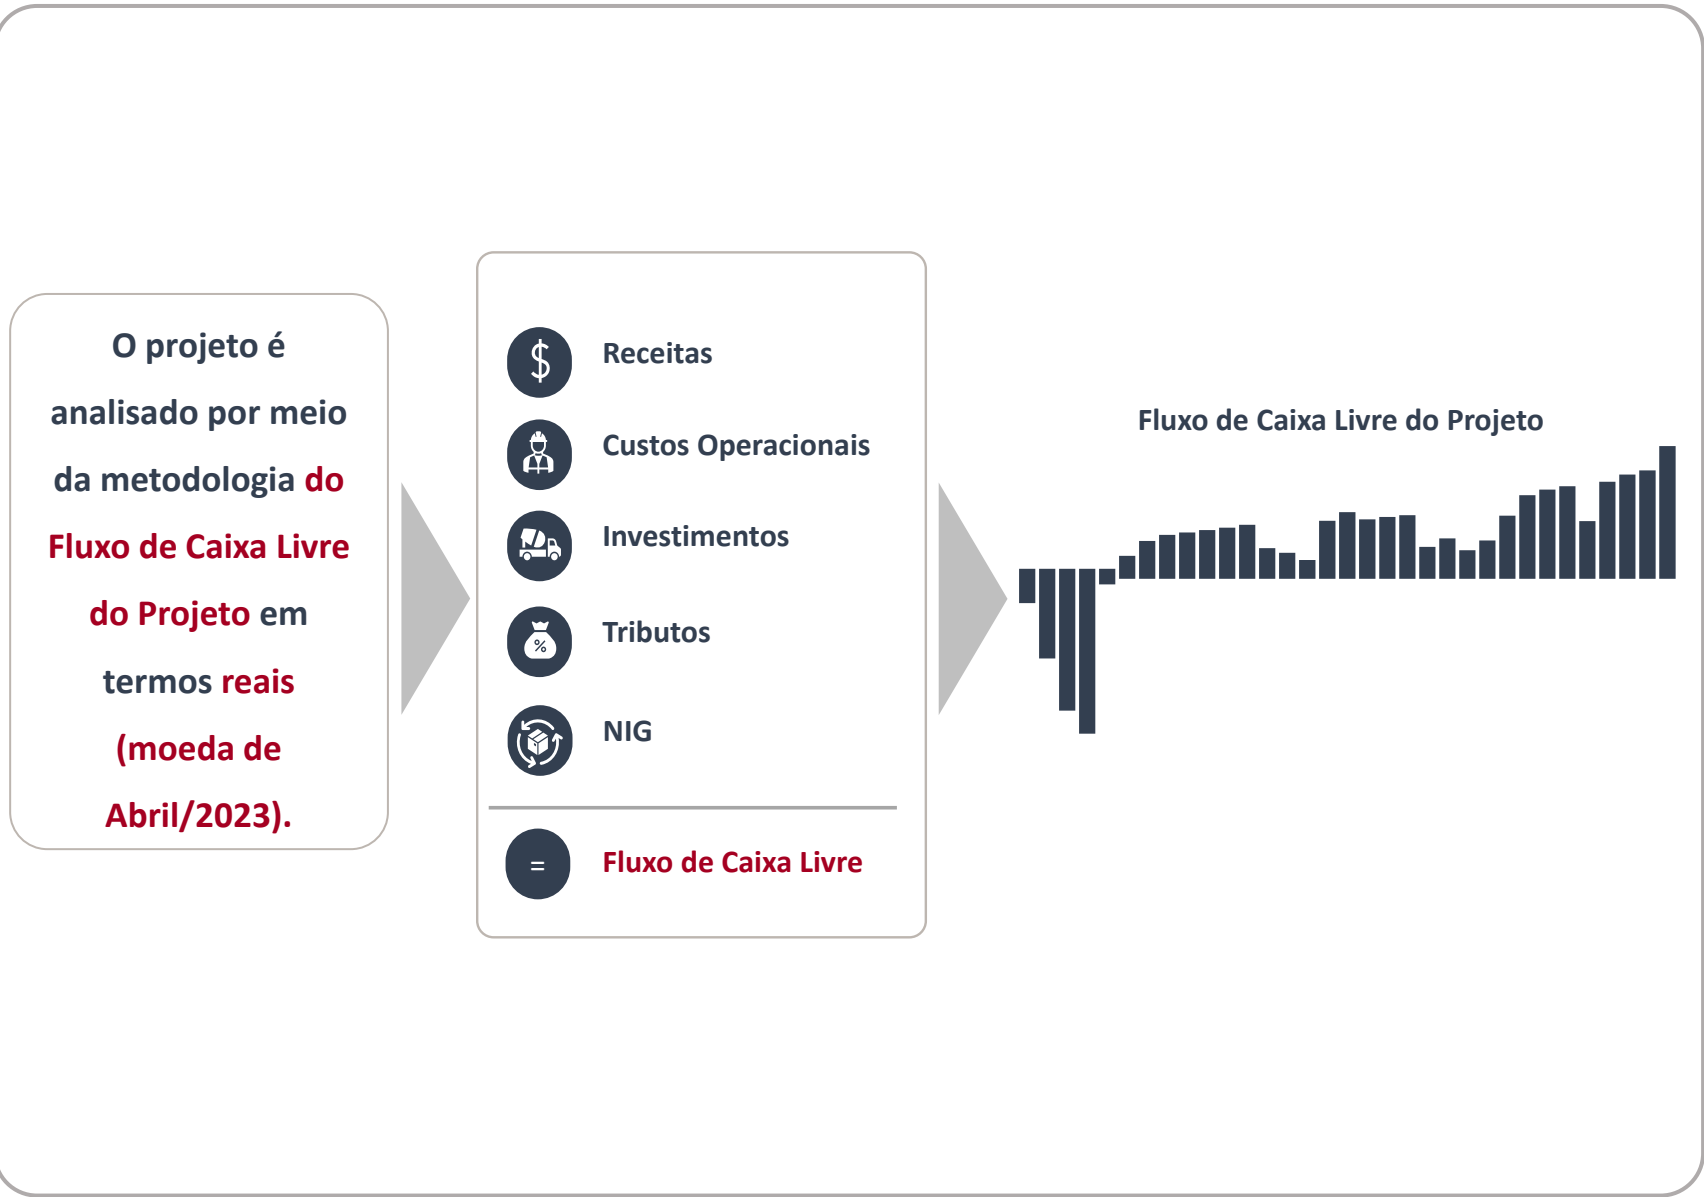 O projeto é
analisado por meio
da metodologia do
Fluxo de Caixa Livre
do Projeto em
termos reais
(moeda de
Abril/2023).
$
Receitas
Custos Operacionais
Investimentos
%
Tributos
NIG
=
Fluxo de Caixa Livre
Fluxo de Caixa Livre do Projeto